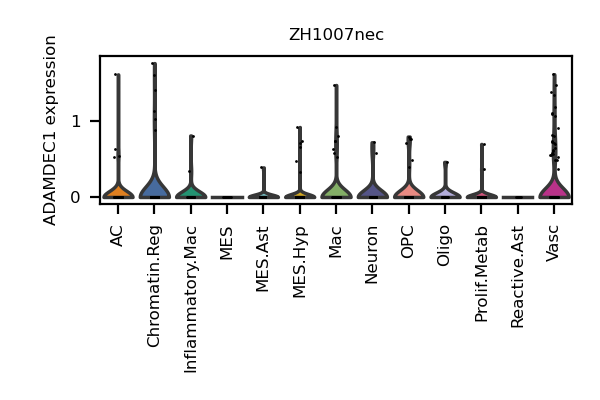 ZH1007nec
ADAMDEC1 expression
1
0
AC
Chromatin.Reg
Inflammatory.Mac
MES
MES.Ast
MES.Hyp
Mac
Neuron
OPC
Oligo
Prolif.Metab
Reactive.Ast
Vasc